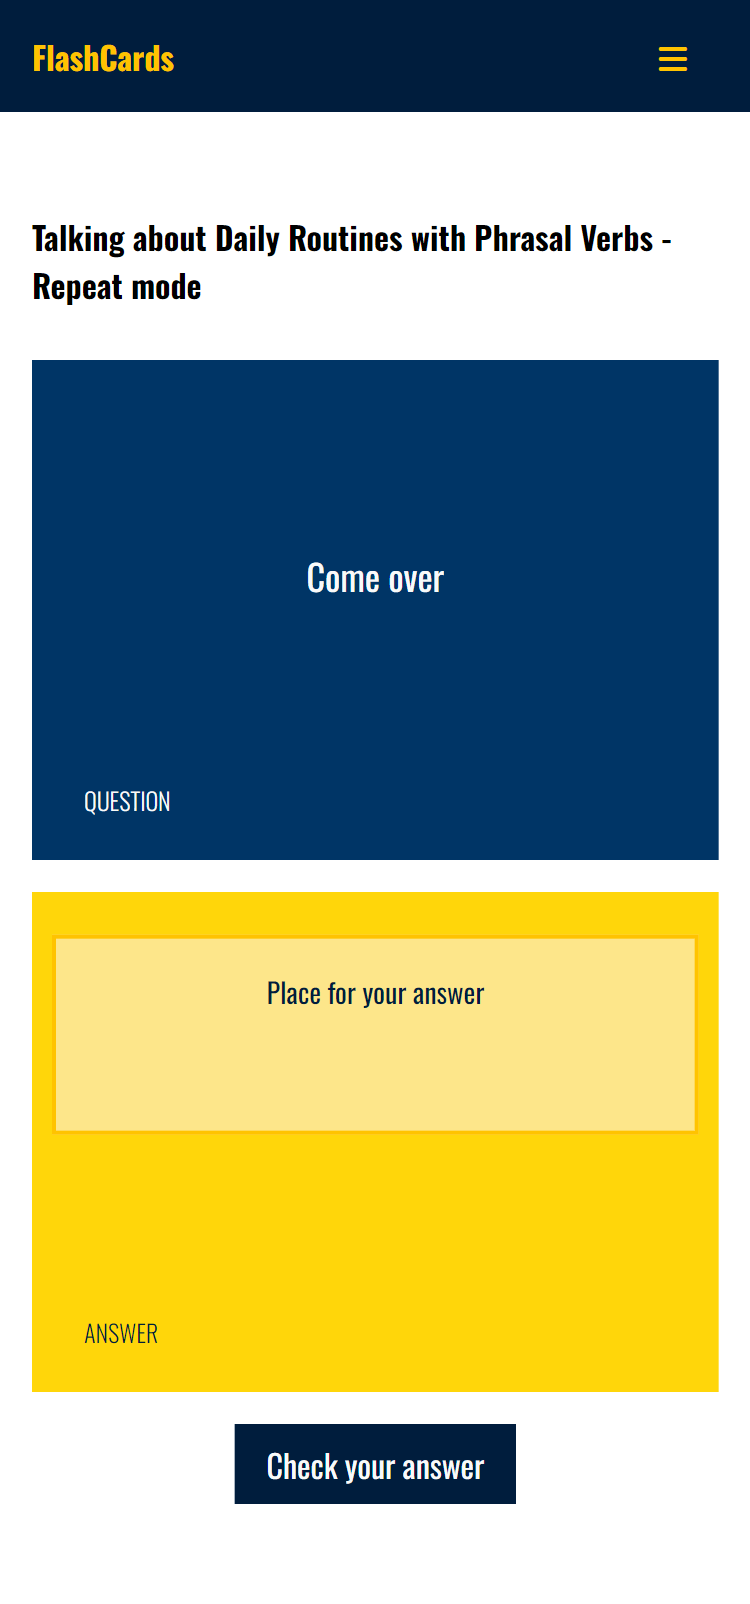 FlashCards
Talking about Daily Routines with Phrasal Verbs -
Repeat mode
Come over
QUESTION
Place for your answer
ANSWER
Check your answer